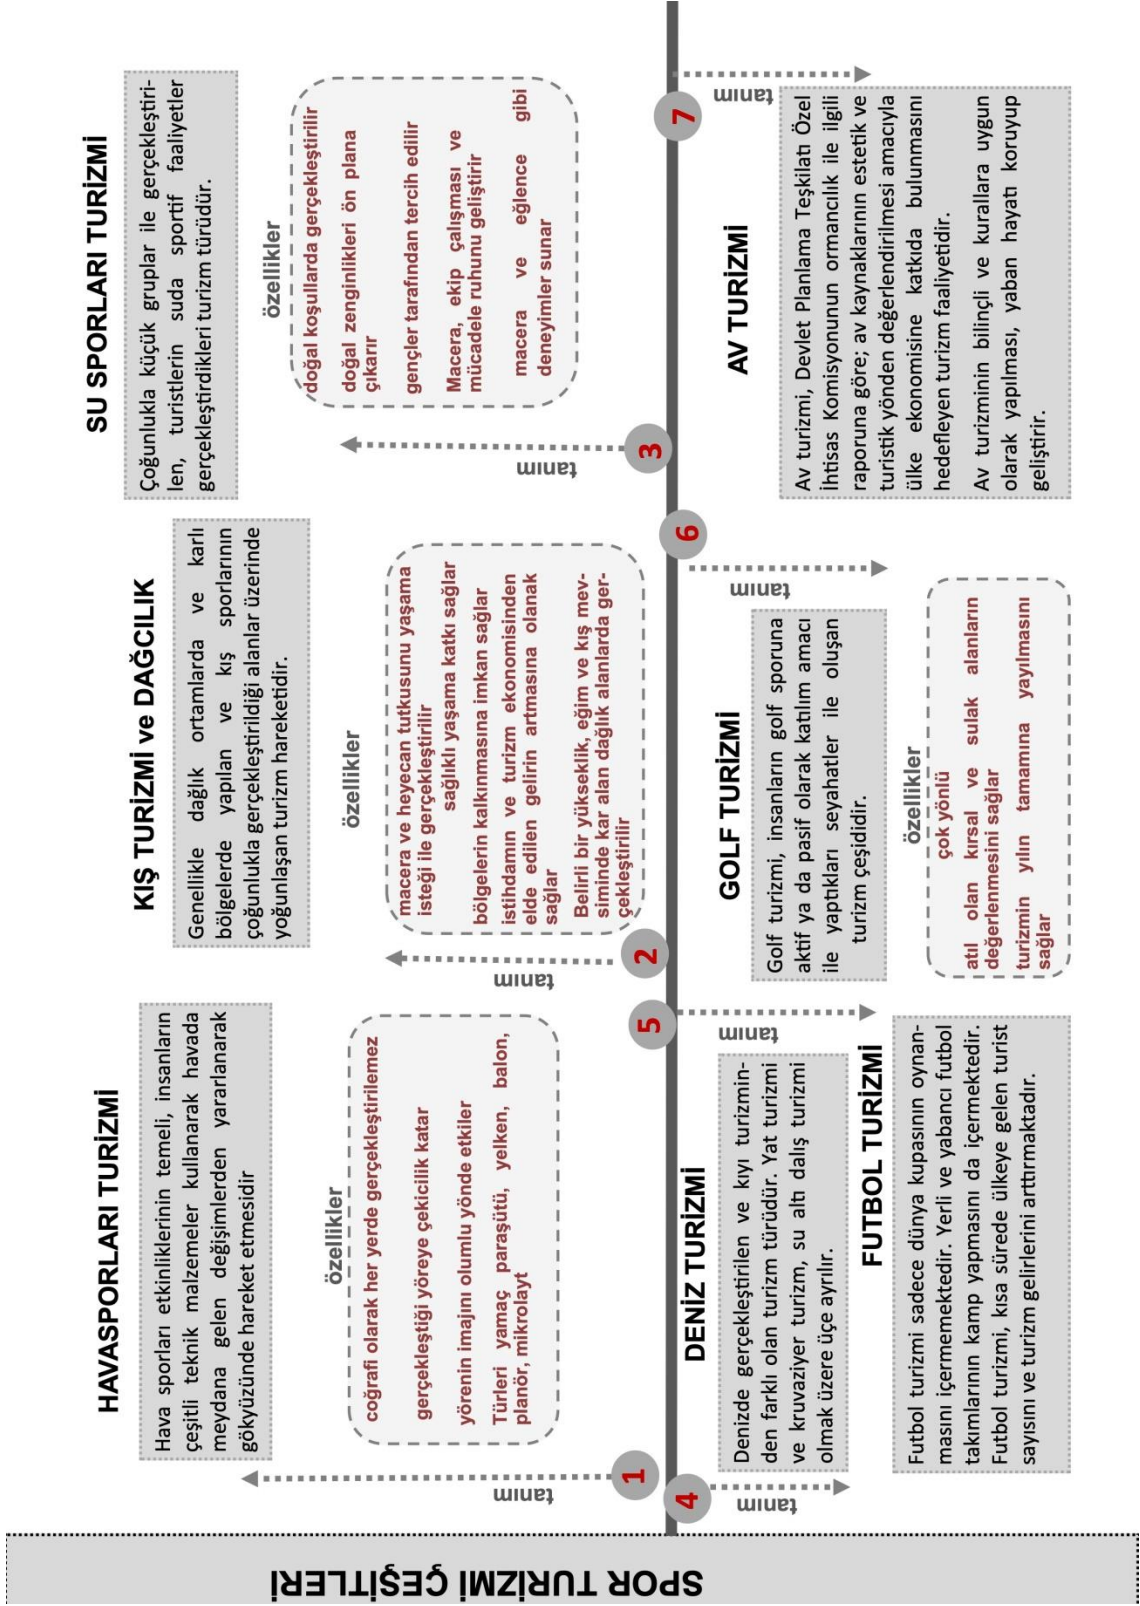 SPOR TURİZMİ ÇEŞİTLERİ
1
tanım
HAVASPORLARI TURİZMİ
Hava sporları etkinliklerinin temeli, insanların
çeşitli teknik malzemeler kullanarak havada
meydana gelen değişimlerden yararlanarak
gökyüzünde hareket etmesidir
özellikler
coğrafi olarak her yerde gerçekleştirilemez
gerçekleştiği yöreye çekicilik katar
yörenin imajını olumlu yönde etkiler
Türleri yamaç paraşütü, yelken, balon,
planör, mikrolayt
2
tanım
KIŞ TURİZMİ ve DAĞCILIK
Genellikle dağlık ortamlarda ve karlı
bölgelerde yapılan ve kış sporlarının
çoğunlukla gerçekleştirildiği alanlar üzerinde
yoğunlaşan turizm hareketidir.
özellikler
macera ve heyecan tutkusunu yaşama
isteği ile gerçekleştirilir
sağlıklı yaşama katkı sağlar
bölgelerin kalkınmasına imkan sağlar
istihdamın ve turizm ekonomisinden
elde edilen gelirin artmasına olanak
sağlar
Belirli bir yükseklik, eğim ve kış mev-
siminde kar alan dağlık alanlarda ger-
çekleştirilir
3
tanım
SU SPORLARI TURİZMİ
Çoğunlukla küçük gruplar ile gerçekleştiri-
len, turistlerin suda sportif faaliyetler
gerçekleştirdikleri turizm türüdür.
özellikler
doğal koşullarda gerçekleştirilir
doğal zenginlikleri ön plana
çıkarır
gençler tarafından tercih edilir
Macera, ekip çalışması ve
mücadele ruhunu geliştirir
macera ve eğlence gibi
deneyimler sunar
4
tanım
DENİZ TURİZMİ
Denizde gerçekleştirilen ve kıyı turizmin-
den farklı olan turizm türüdür. Yat turizmi
ve kruvaziyer turizm, su altı dalış turizmi
olmak üzere üçe ayrılır.
5
tanım
FUTBOL TURİZMİ
Futbol turizmi sadece dünya kupasının oynan-
masını içermemektedir. Yerli ve yabancı futbol
takımlarının kamp yapmasını da içermektedir.
Futbol turizmi, kısa sürede ülkeye gelen turist
sayısını ve turizm gelirlerini arttırmaktadır.
6
tanım
GOLF TURİZMİ
Golf turizmi, insanların golf sporuna
aktif ya da pasif olarak katılım amacı
ile yaptıkları seyahatler ile oluşan
turizm çeşididir.
özellikler
çok yönlü
atıl olan kırsal ve sulak alanların
değerlenmesini sağlar
turizmin yılın tamamına yayılmasını
sağlar
7
tanım
AV TURİZMİ
Av turizmi, Devlet Planlama Teşkilatı Özel
İhtisas Komisyonunun ormancılık ile ilgili
raporuna göre; av kaynaklarının estetik ve
turistik yönden değerlendirilmesi amacıyla
ülke ekonomisine katkıda bulunmasını
hedefleyen turizm faaliyetidir.
Av turizminin bilinçli ve kurallara uygun
olarak yapılması, yaban hayatı koruyup
geliştirir.